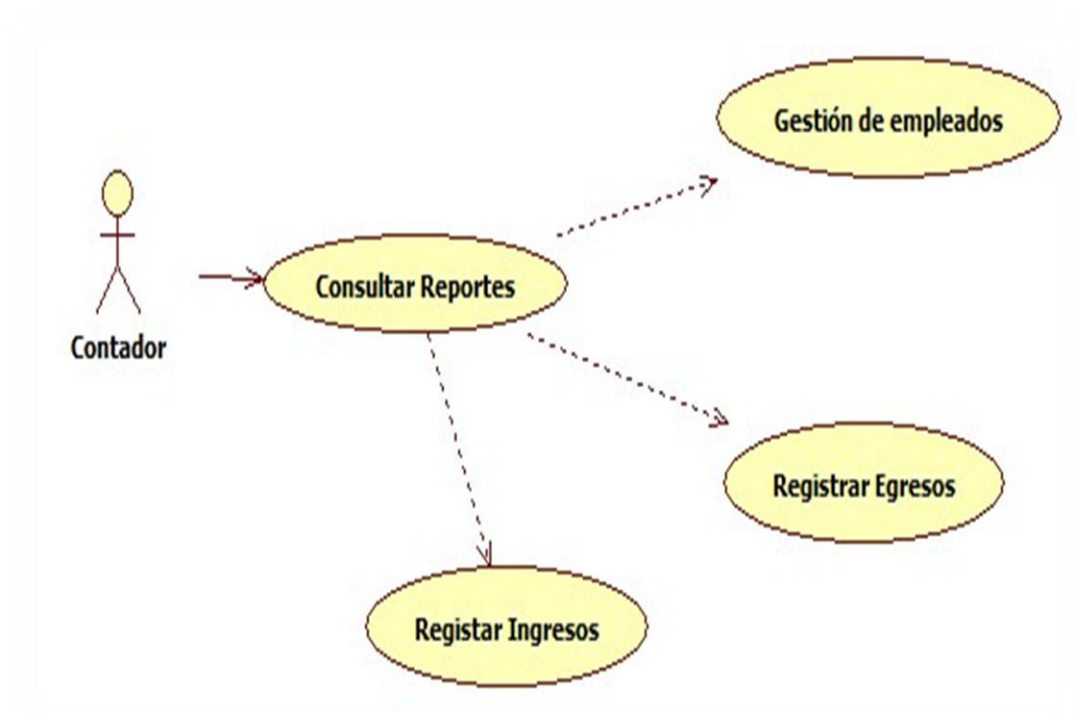 Gestión de empleados
Consultar Reportes
Contador
Registrar Egresos
Registar Ingresos